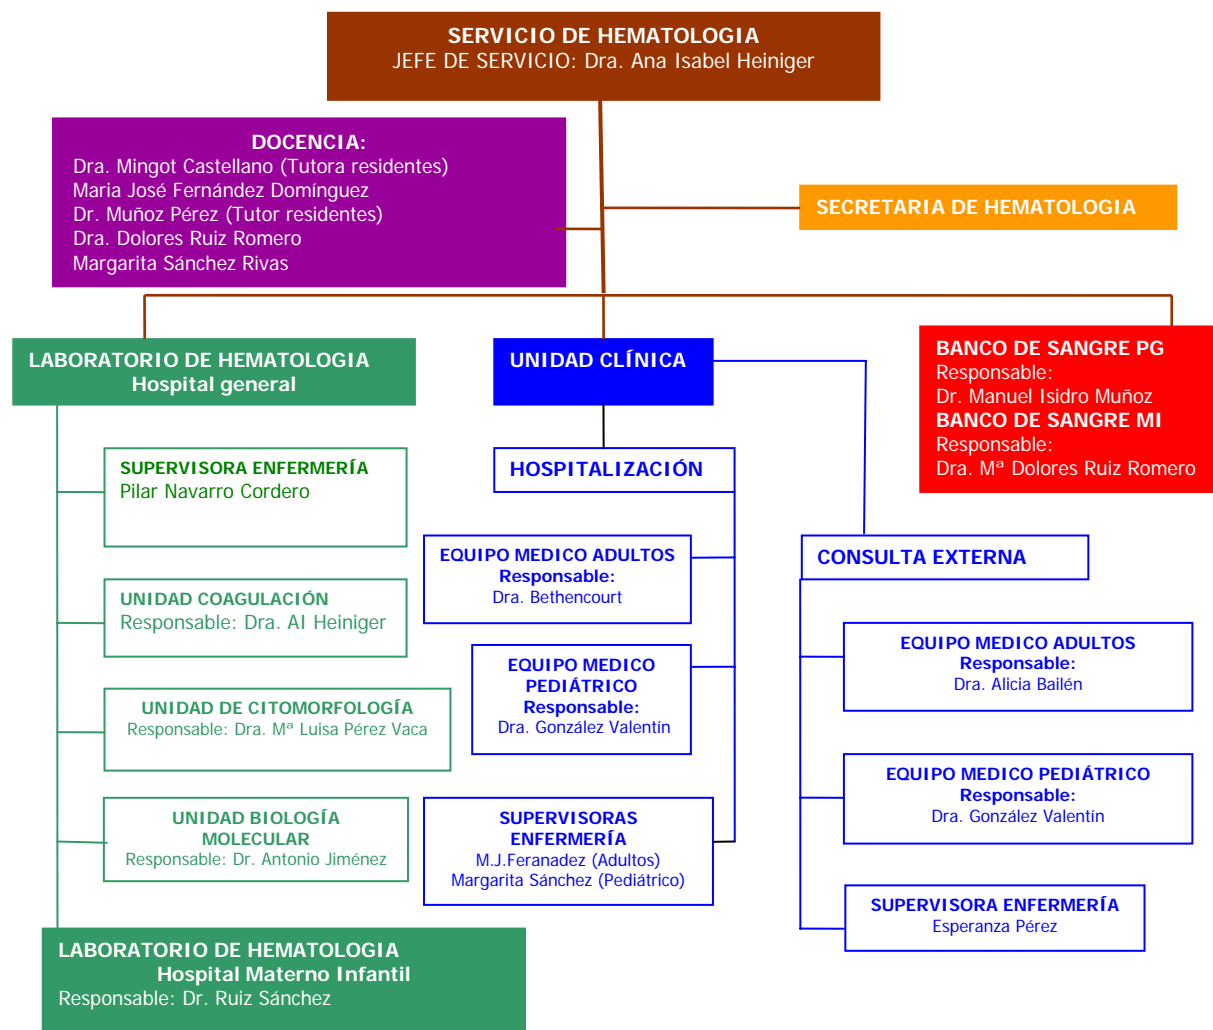 SERVICIO DE HEMATOLOGIA
JEFE DE SERVICIO: Dra. Ana Isabel Heiniger
DOCENCIA:
Dra. Mingot Castellano (Tutora residentes)
Maria José Fernández Domínguez
Dr. Muñoz Pérez (Tutor residentes)
Dra. Dolores Ruiz Romero
Margarita Sánchez Rivas
SECRETARIA DE HEMATOLOGIA
LABORATORIO DE HEMATOLOGIA
Hospital general
SUPERVISORA ENFERMERÍA
Pilar Navarro Cordero
UNIDAD COAGULACIÓN
Responsable: Dra. AI Heiniger
UNIDAD DE CITOMORFOLOGÍA
Responsable: Dra. Mª Luisa Pérez Vaca
UNIDAD BIOLOGÍA
MOLECULAR
Responsable: Dr. Antonio Jiménez
LABORATORIO DE HEMATOLOGIA
Hospital Materno Infantil
Responsable: Dr. Ruiz Sánchez
UNIDAD CLÍNICA
HOSPITALIZACIÓN
EQUIPO MEDICO ADULTOS
Responsable:
Dra. Bethencourt
EQUIPO MEDICO
PEDIÁTRICO
Responsable:
Dra. González Valentín
SUPERVISORAS
ENFERMERÍA
M.J.Feranadez (Adultos)
Margarita Sánchez (Pediátrico)
CONSULTA EXTERNA
EQUIPO MEDICO ADULTOS
Responsable:
Dra. Alicia Bailén
EQUIPO MEDICO PEDIÁTRICO
Responsable:
Dra. González Valentín
SUPERVISORA ENFERMERÍA
Esperanza Pérez
BANCO DE SANGRE PG
Responsable:
Dr. Manuel Isidro Muñoz
BANCO DE SANGRE MI
Responsable:
Dra. Mª Dolores Ruiz Romero